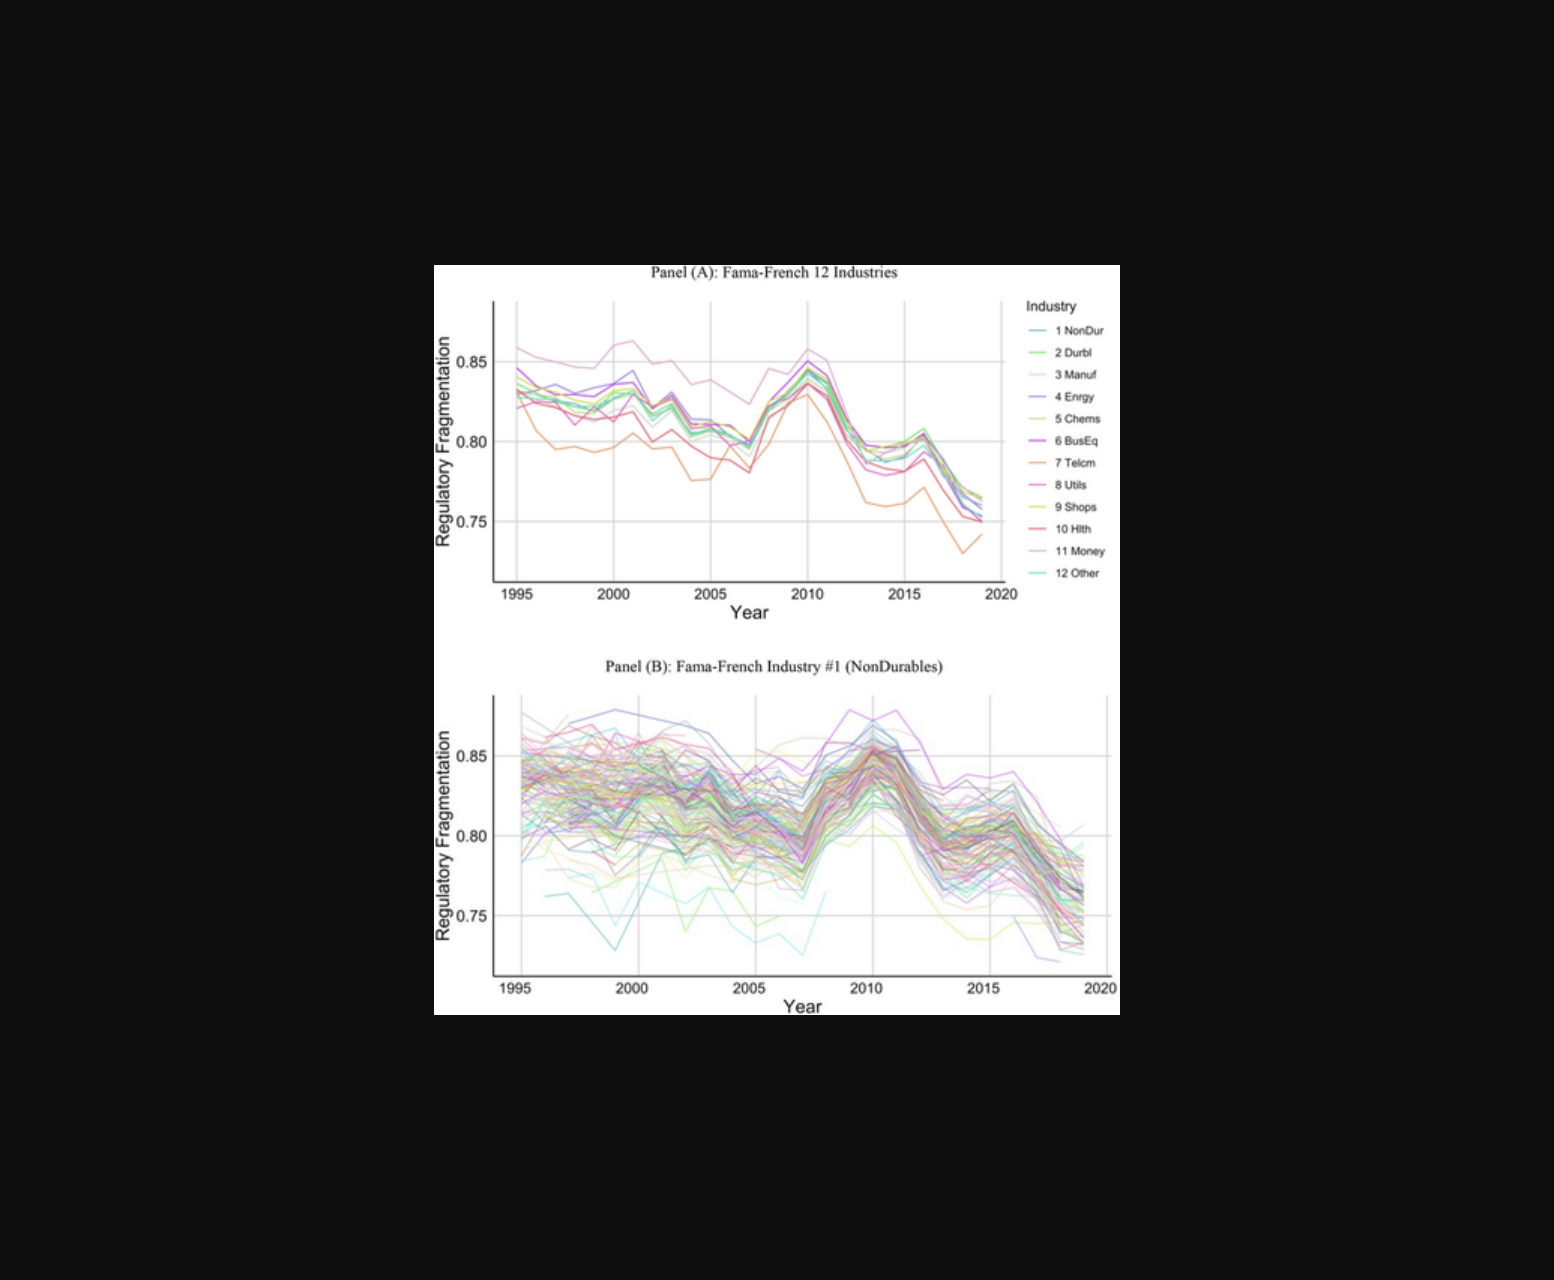 Panel (A): Fama-French 12 Industries
Regulatory Fragmentation
0.85
0.80
0.75
1995 2000 2005 2010 2015 2020
Year
Industry
1 NonDur
2 Durbl
3 Manuf
4 Enrgy
5 Chems
6 BusEq
7 Telcm
8 Utils
9 Shops
10 Hlth
11 Money
12 Other
Panel (B): Fama-French Industry #1 (NonDurables)
Regulatory Fragmentation
0.85
0.80
0.75
1995 2000 2005 2010 2015 2020
Year